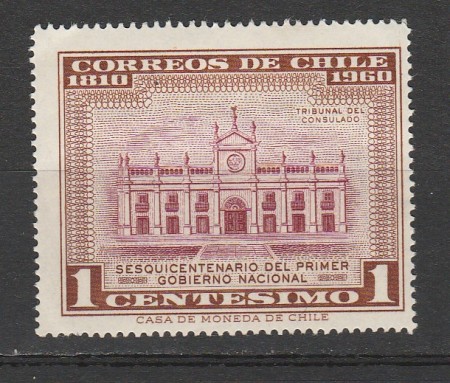 CORREOS DE CHILE
1810 1960
TRIBUNAL DEL
CONSULADO
SESQUICENTENARIO DEL PRIMER
GOBIERNO NACIONAL
1 CENTESIMO 1
CASA DE MONEDA DE CHILE